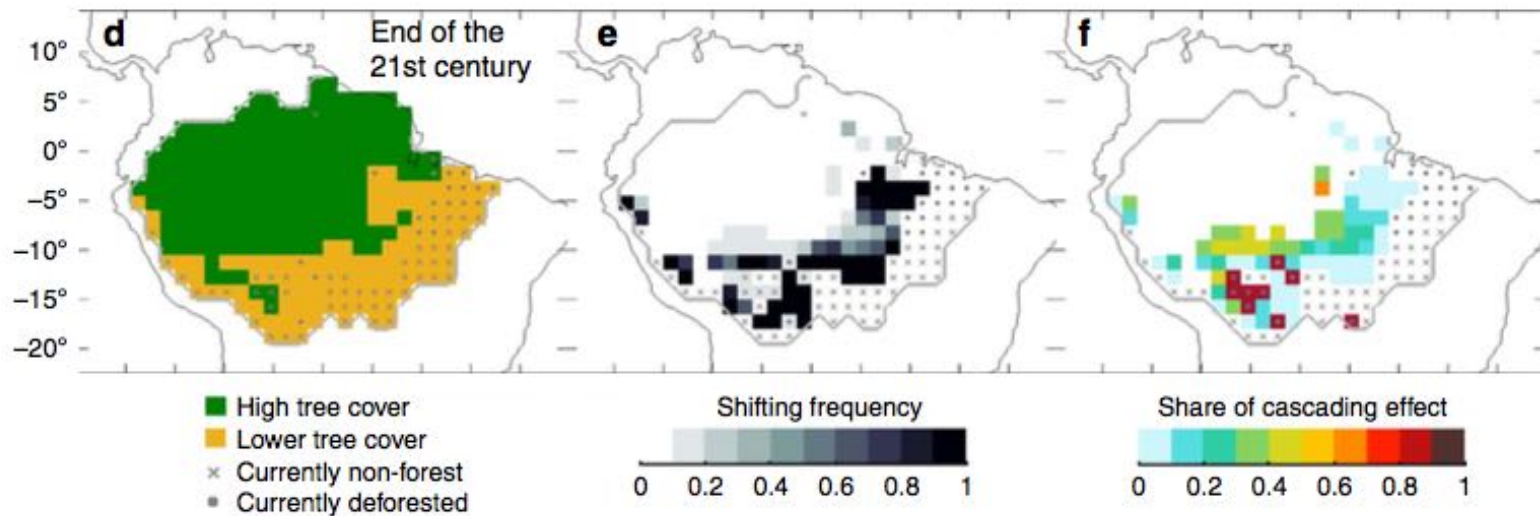 d
End of the
21st century
e
f
10°
5°
0°
–5°
–10°
–15°
–20°
High tree cover
Lower tree cover
Currently non-forest
Currently deforested
Shifting frequency
0 0.2 0.4 0.6 0.8 1
Share of cascading effect
0 0.2 0.4 0.6 0.8 1